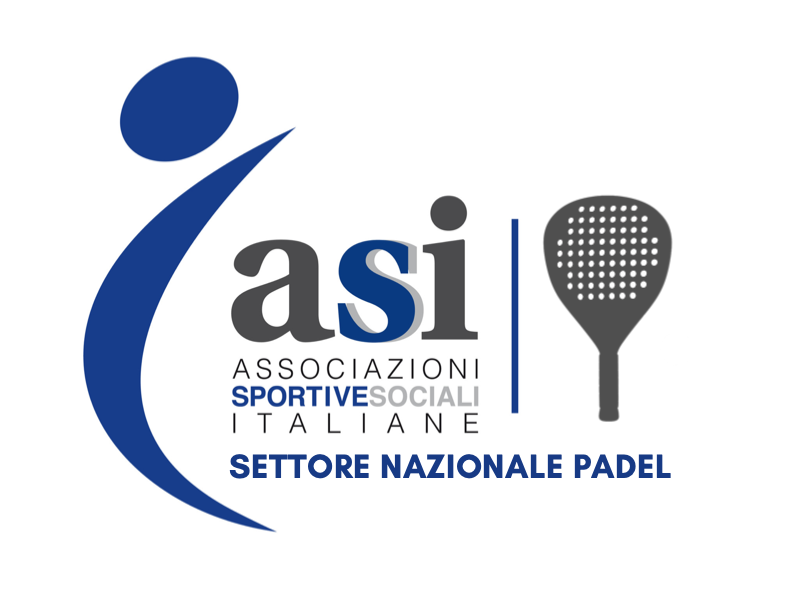 asi
ASSOCIAZIONI
SPORTIVESOCIALI
ITALIANE
SETTORE NAZIONALE PADEL